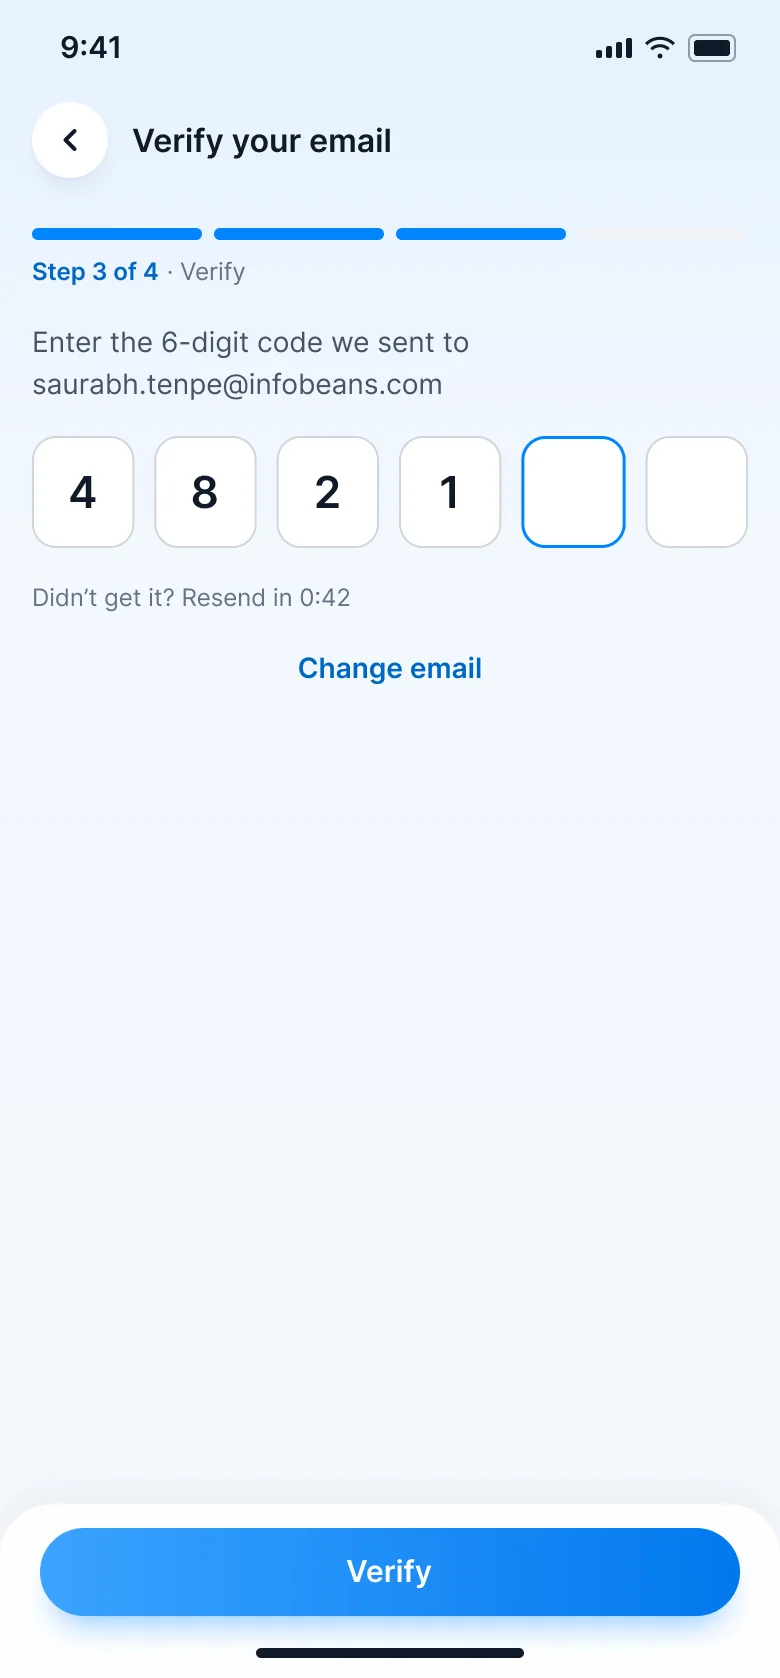 9:41
Verify your email
Step 3 of 4 · Verify
Enter the 6-digit code we sent to
saurabh.tenpe@infobeans.com
4 8 2 1
Didn’t get it? Resend in 0:42
Change email
Verify